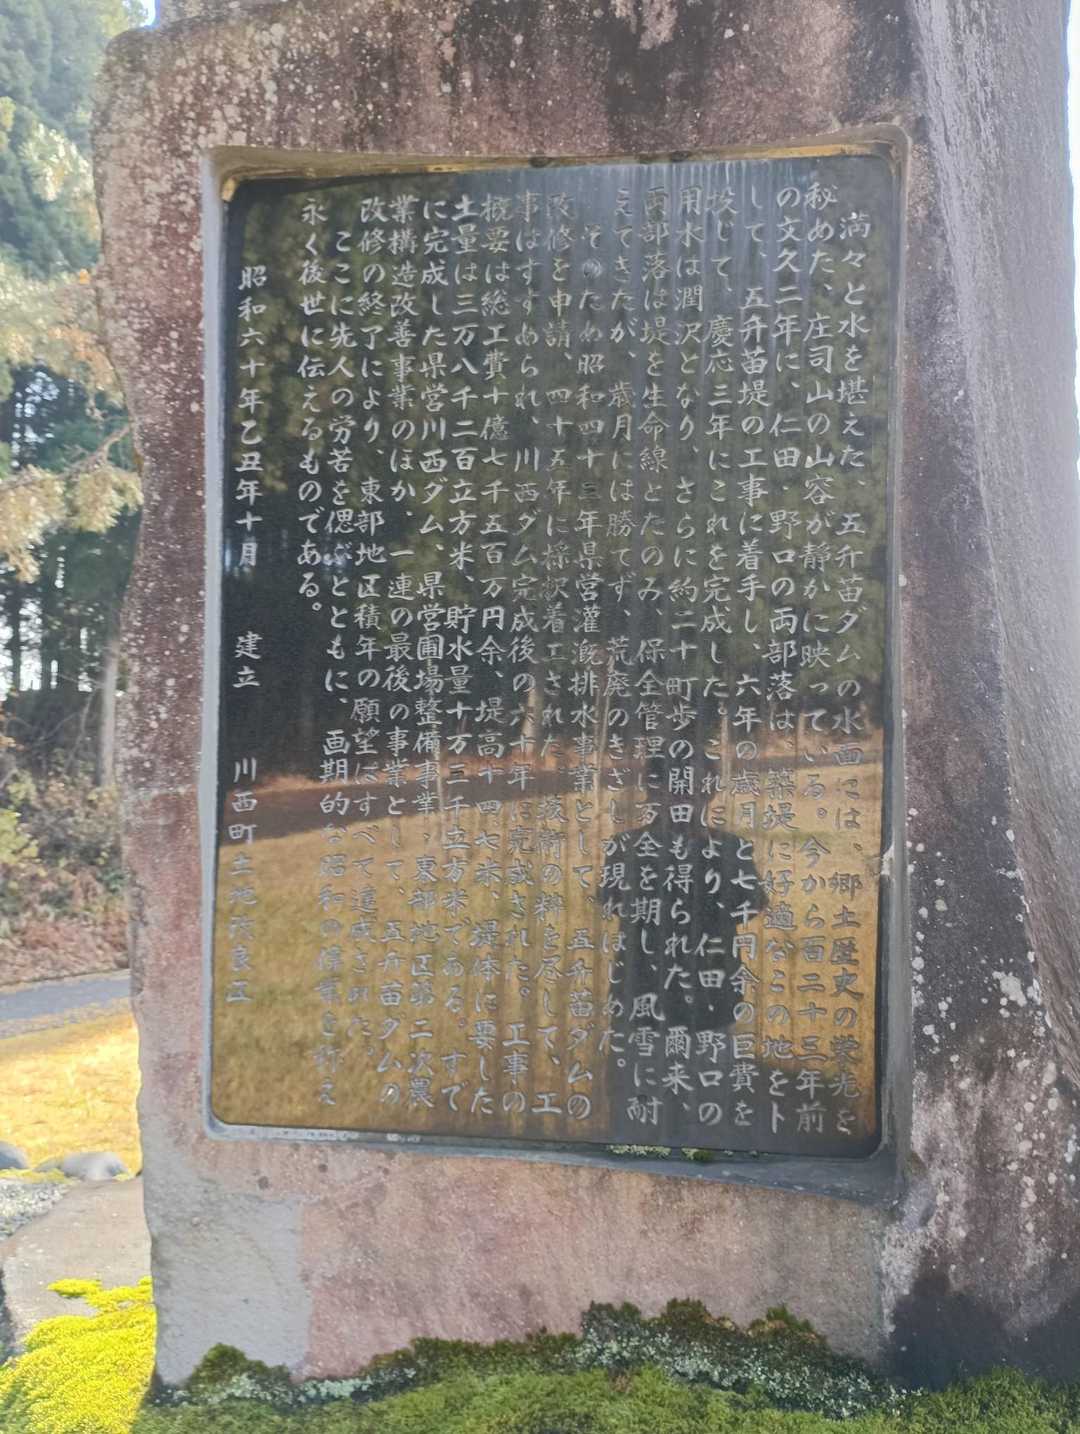 満々と水を堪えた、五升苗ダムの水面には、郷土歴史の栄光を
秘めた、庄司山の山容が静かに映っている。今から百二十三年前
の文久二年に、仁田 野口の両部落は、築堤に好適なこの地を卜
して、五升苗堤の工事に着手し、六年の歳月と七千円余の巨費を
投じて、慶応三年にこれを完成した。これにより、仁田・野口の
用水は潤沢となり、さらに約二十町歩の開田も得られた。爾来、
両部落は堤を生命線とたのみ、保全管理に万全を期し、風雪に耐
えてきたが、歳月には勝てず、荒廃のきざしが現れはじめた。
そのため昭和四十三年県営灌漑排水事業として、五升苗ダムの
改修を申請、四十五年に採択着工された。技術の粋を尽して、工
事はすすめられ、川西ダム完成後の六十年に完成された。工事の
概要は総工費十億七千五百万円余、堤高十四、七米、堤体に要した
土量は三万八千二百立方米、貯水量十万三千立方米である。すで
に完成した県営川西ダム、県営圃場整備事業、東部地区第二次農
業構造改善事業のほか、一連の最後の事業として、五升苗ダムの
改修の終了により、東部地区積年の願望はすべて達成された。
ここに先人の労苦を偲ぶとともに、画期的な昭和の偉業を称え
永く後世に伝えるものである。
昭和六十年乙丑年十月 建立 川西町土地改良区